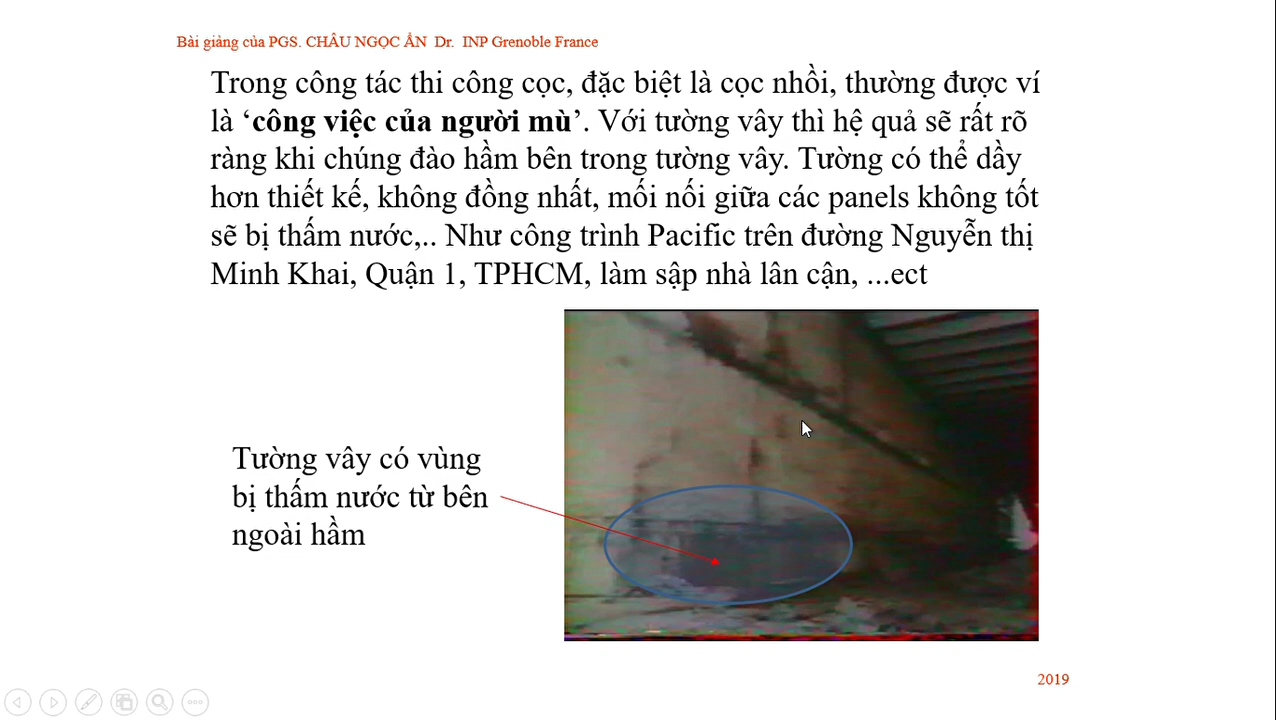 Bài giảng của PGS. CHÂU NGỌC ẨN Dr. INP Grenoble France
Trong công tác thi công cọc, đặc biệt là cọc nhồi, thường được ví
là ‘công việc của người mù’. Với tường vây thì hệ quả sẽ rất rõ
ràng khi chúng đào hầm bên trong tường vây. Tường có thể dầy
hơn thiết kế, không đồng nhất, mối nối giữa các panels không tốt
sẽ bị thấm nước,.. Như công trình Pacific trên đường Nguyễn thị
Minh Khai, Quận 1, TPHCM, làm sập nhà lân cận, ...ect
Tường vây có vùng
bị thấm nước từ bên
ngoài hầm
2019